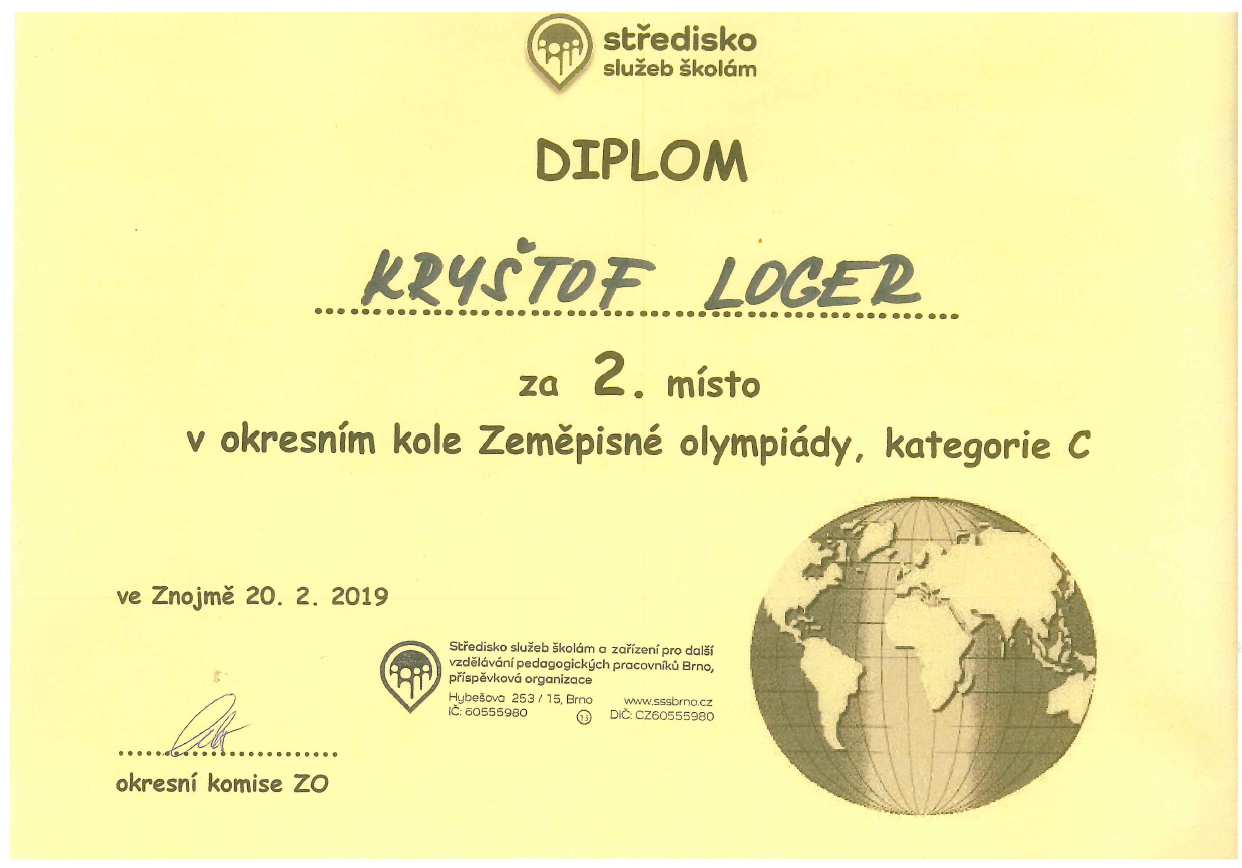 středisko
služeb školám
DIPLOM
KRYŠTOF LOGER
za 2. místo
v okresním kole Zeměpisné olympiády, kategorie C
ve Znojmě 20. 2. 2019
Středisko služeb školám a zařízení pro další
vzdělávání pedagogických pracovníků Brno,
příspěvková organizace
Hybešova 253 / 15, Brno www.sssbrno.cz
IČ: 60555980 13 DIČ: CZ60555980
okresní komise ZO